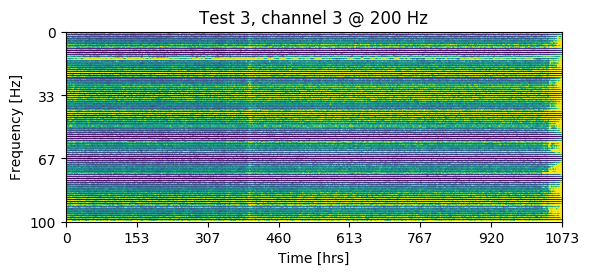 Test 3, channel 3 @ 200 Hz
0
33
67
100
Frequency [Hz]
0 153 307 460 613 767 920 1073
Time [hrs]